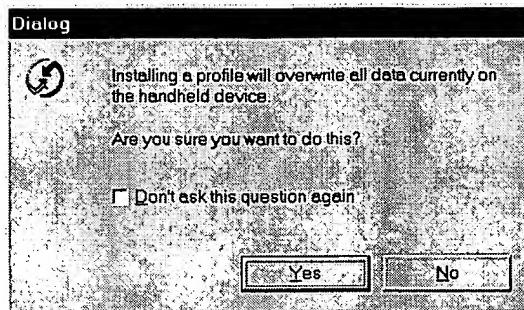 Dialog
Installing a profile will overwrite all data currently on
the handheld device.
Are you sure you want to do this?
Don't ask this question again
Yes
No